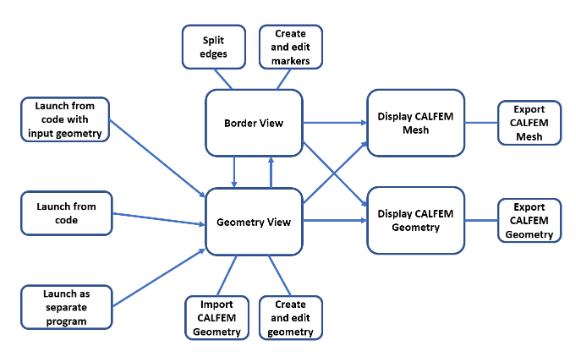 Split
edges
Create
and edit
markers
Launch from
code with
input geometry
Border View
Display CALFEM
Mesh
Export
CALFEM
Mesh
Launch from
code
Geometry View
Display CALFEM
Geometry
Export
CALFEM
Geometry
Launch as
separate
program
Import
CALFEM
Geometry
Create
and edit
geometry